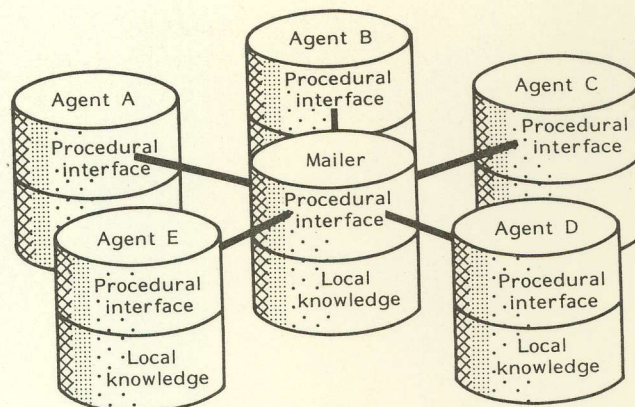 Agent B
Procedural
interface
Agent A
Procedural
interface
Agent C
Procedural
interface
Mailer
Procedural
interface
Local
knowledge
Agent E
Procedural
interface
Local
knowledge
Agent D
Procedural
interface
Local
knowledge